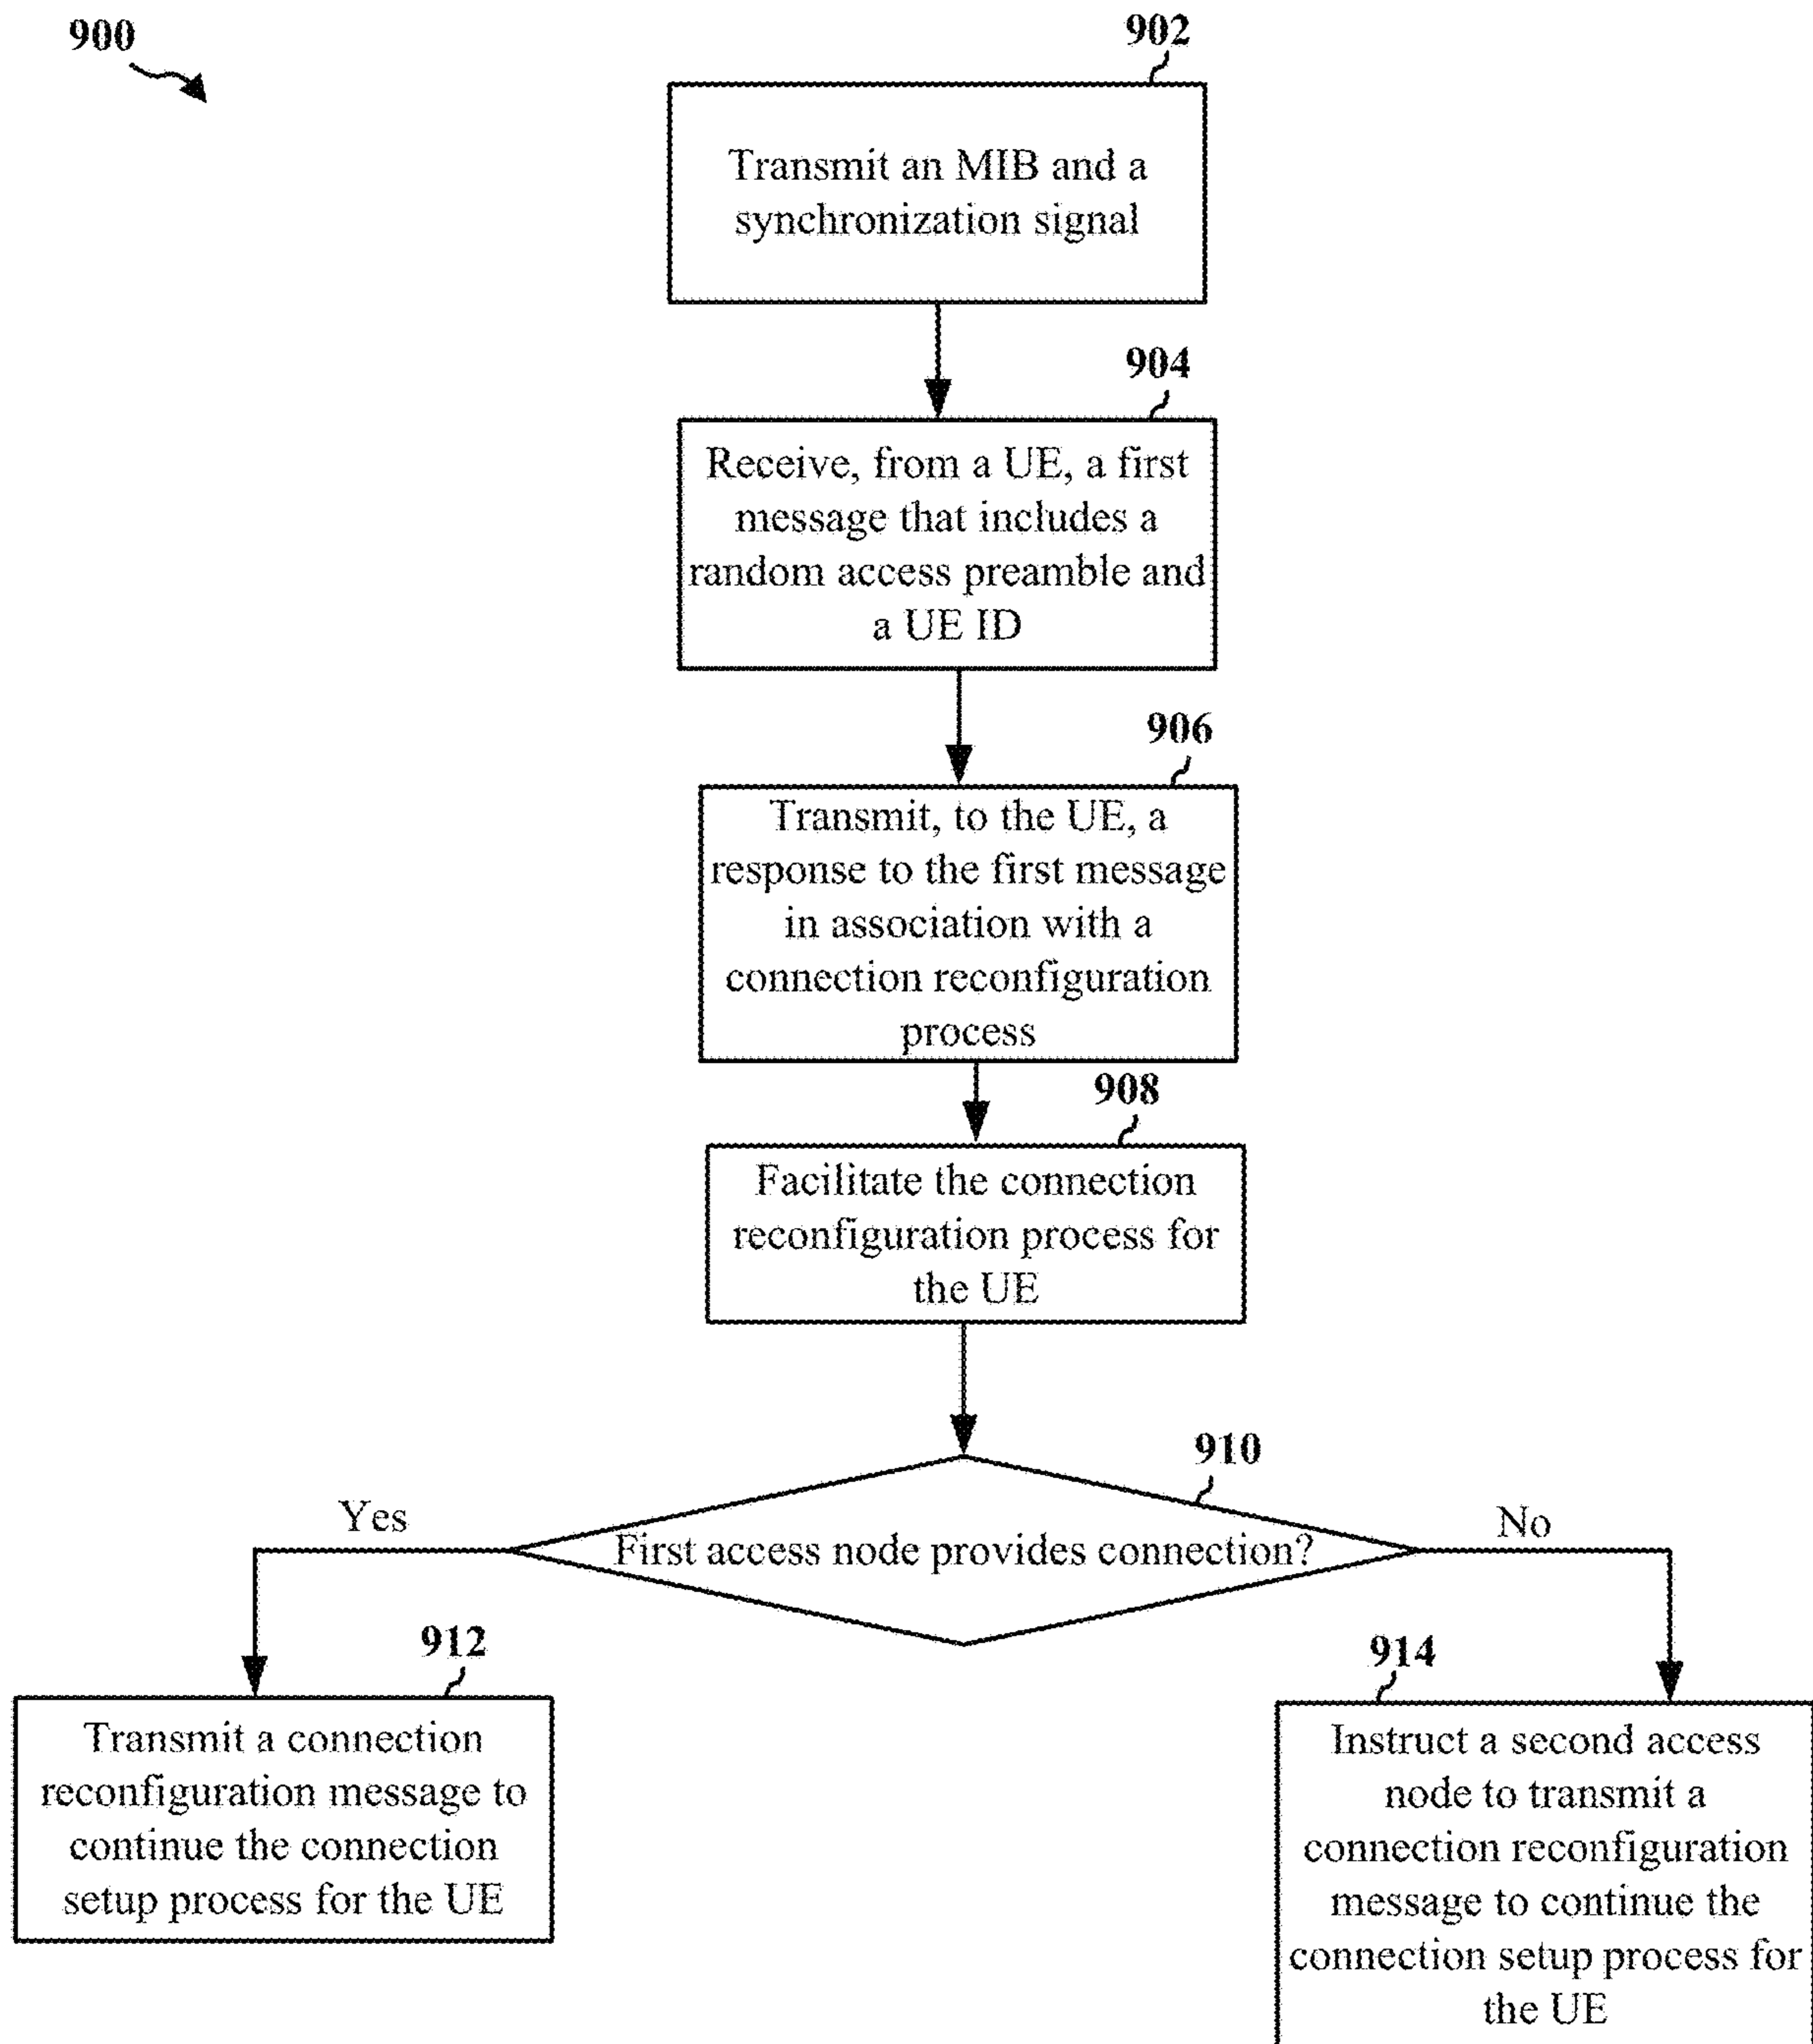 900
902
Transmit an MIB and a
synchronization signal
904
Receive, from a UE, a first
message that includes a
random access preamble and
a UE ID
906
Transmit, to the UE, a
response to the first message
in association with a
connection reconfiguration
process
908
Facilitate the connection
reconfiguration process for
the UE
910
Yes
First access node provides connection?
No
912
Transmit a connection
reconfiguration message to
continue the connection
setup process for the UE
914
Instruct a second access
node to transmit a
connection reconfiguration
message to continue the
connection setup process for
the UE